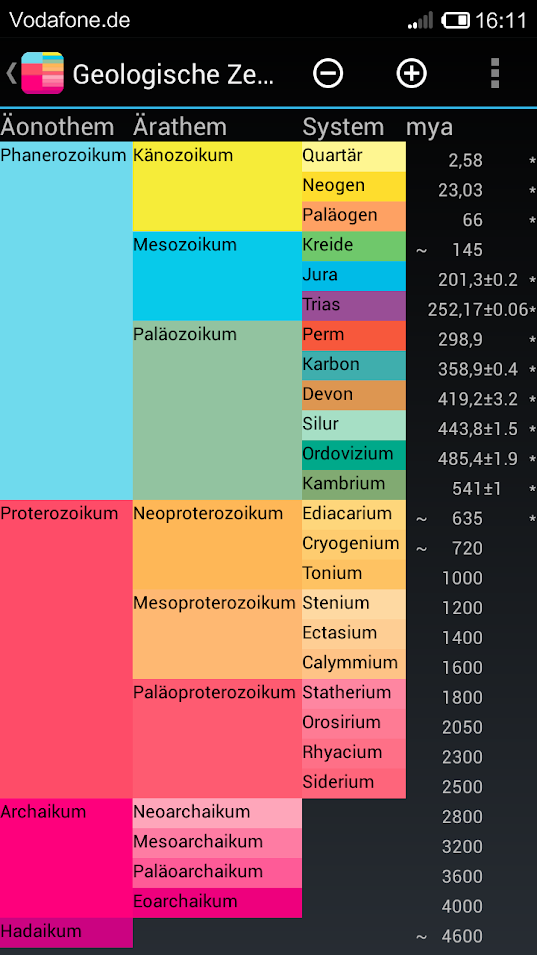 Vodafone.de 16:11
Geologische Ze...
Äonothem Ärathem System mya
Phanerozoikum Känozoikum Quartär 2,58 *
Neogen 23,03 *
Paläogen 66 *
Mesozoikum Kreide ~ 145
Jura 201,3±0.2 *
Trias 252,17±0.06*
Paläozoikum Perm 298,9 *
Karbon 358,9±0.4 *
Devon 419,2±3.2 *
Silur 443,8±1.5 *
Ordovizium 485,4±1.9 *
Kambrium 541±1 *
Proterozoikum Neoproterozoikum Ediacarium ~ 635 *
Cryogenium ~ 720
Tonium 1000
Mesoproterozoikum Stenium 1200
Ectasium 1400
Calymmium 1600
Paläoproterozoikum Statherium 1800
Orosirium 2050
Rhyacium 2300
Siderium 2500
Archaikum Neoarchaikum 2800
Mesoarchaikum 3200
Paläoarchaikum 3600
Eoarchaikum 4000
Hadaikum ~ 4600